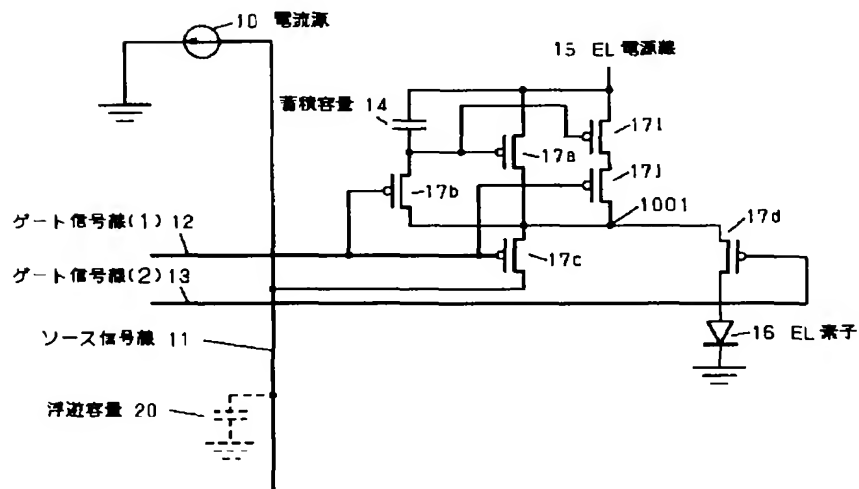 10 電流源
15 EL 電源線
蓄積容量 14
17i
17a
17j
17b
1001
17d
ゲート信号線(1) 12
17c
ゲート信号線(2) 13
ソース信号線 11
16 EL 素子
浮遊容量 20